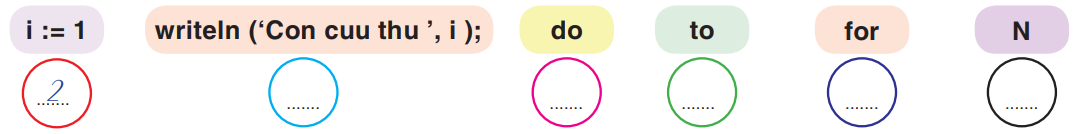 i := 1 writeln (‘Con cuu thu ’, i ); do to for N
2....... ....... ....... ....... ....... .......